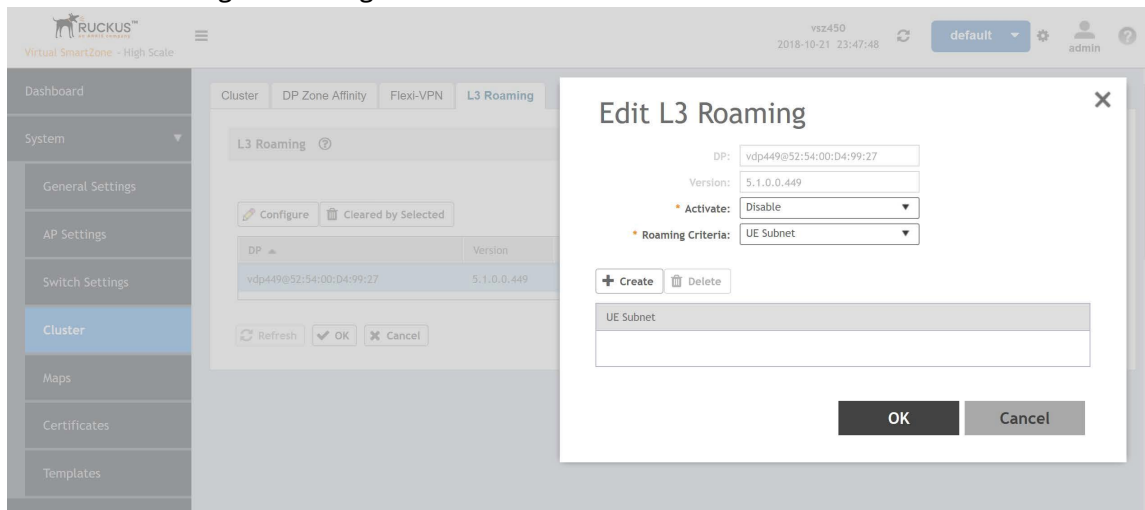 RUCKUS™
Virtual SmartZone - High Scale
vsz450
2018-10-21 23:47:48
default
admin
Dashboard
System
General Settings
AP Settings
Switch Settings
Cluster
Maps
Certificates
Templates
Cluster DP Zone Affinity Flexi-VPN L3 Roaming
L3 Roaming
Configure Cleared by Selected
DP Version
vdp449@52:54:00:D4:99:27 5.1.0.0.449
Refresh OK Cancel
Edit L3 Roaming
DP: vdp449@52:54:00:D4:99:27
Version: 5.1.0.0.449
* Activate: Disable
* Roaming Criteria: UE Subnet
Create Delete
UE Subnet
OK Cancel